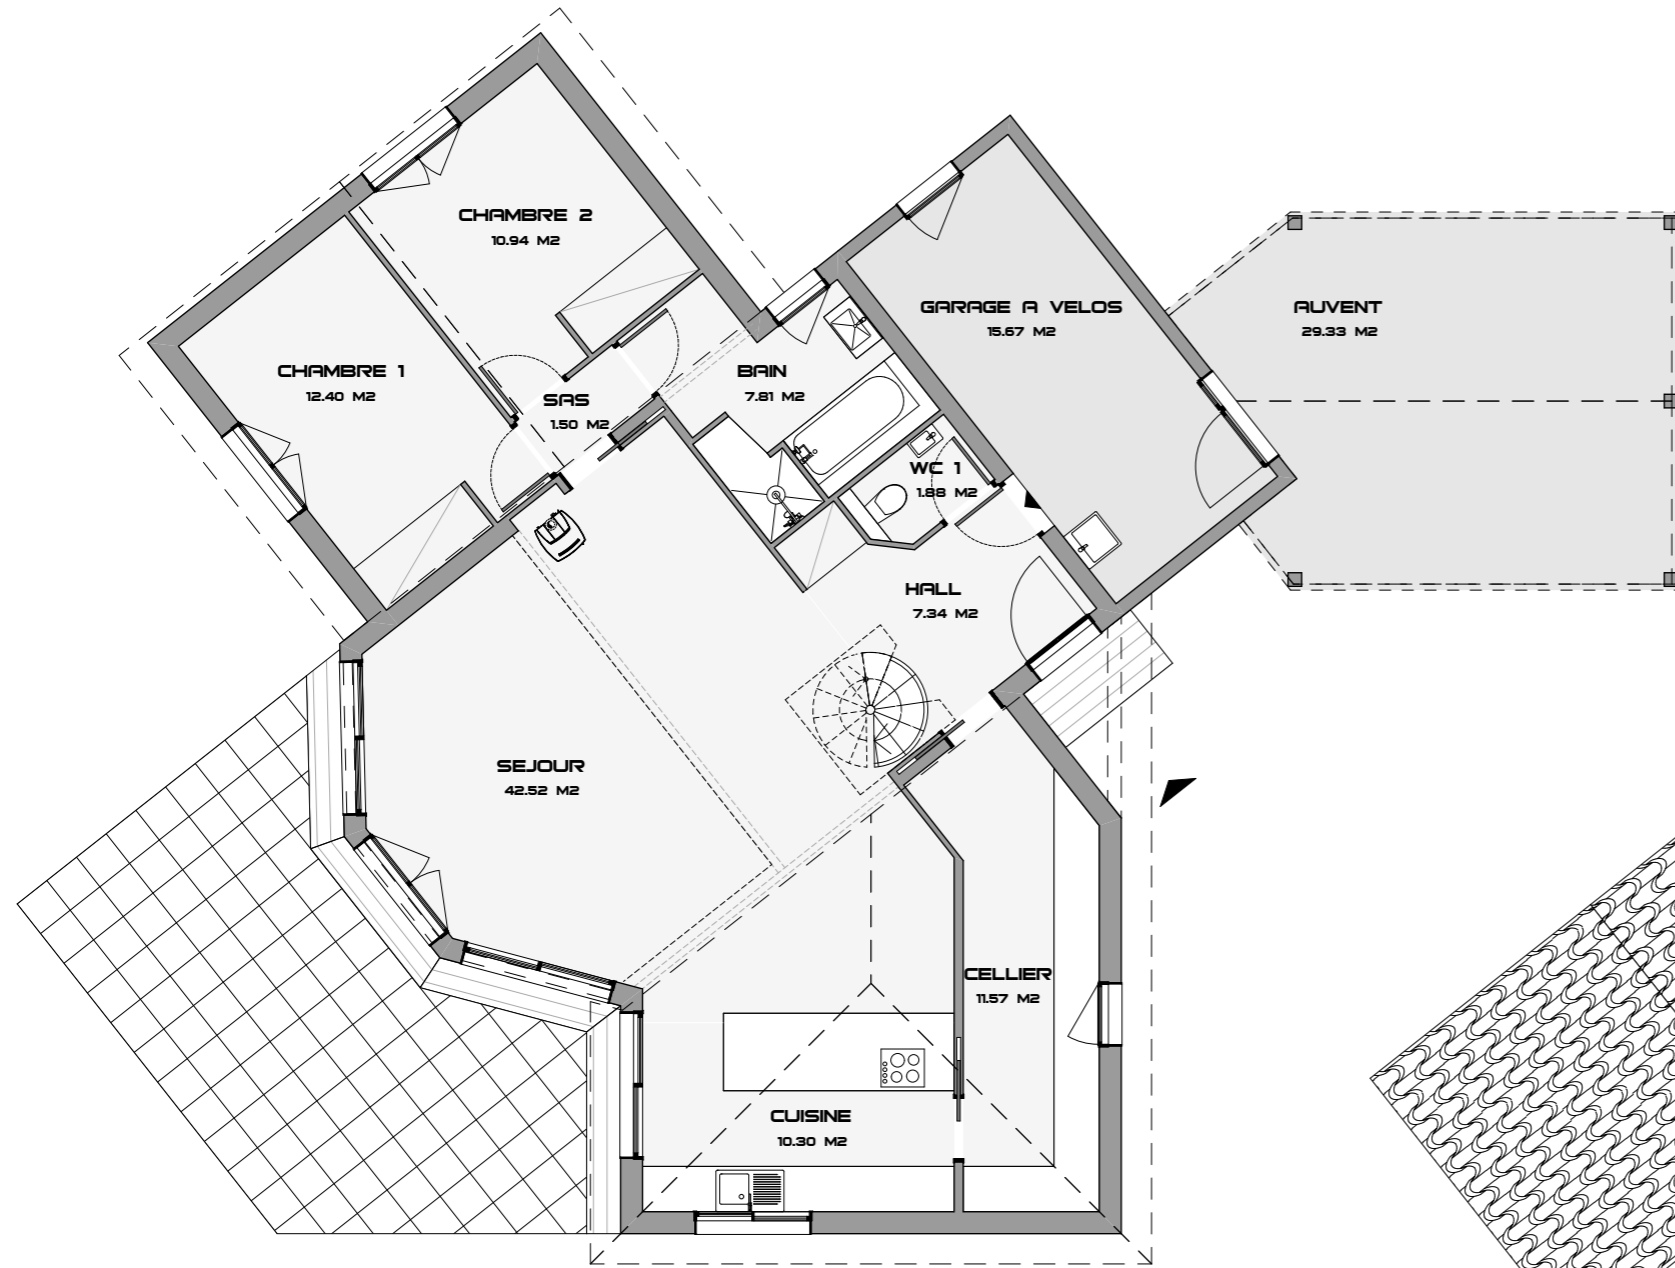 CHAMBRE 2
10.94 M2
GARAGE A VELOS
15.67 M2
AUVENT
29.33 M2
CHAMBRE 1
12.40 M2
SAS
1.50 M2
BAIN
7.81 M2
WC 1
1.88 M2
HALL
7.34 M2
SEJOUR
42.52 M2
CELLIER
11.57 M2
CUISINE
10.30 M2